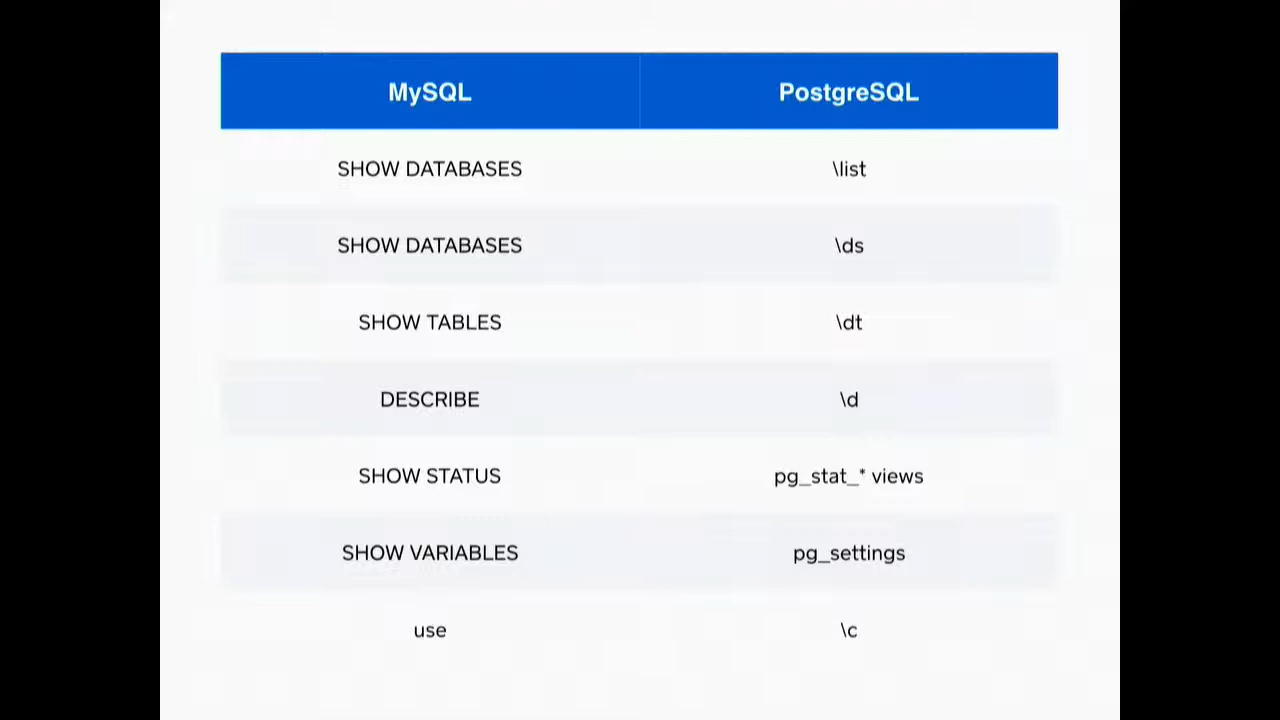 MySQL PostgreSQL
SHOW DATABASES \list
SHOW DATABASES \ds
SHOW TABLES \dt
DESCRIBE \d
SHOW STATUS pg_stat_* views
SHOW VARIABLES pg_settings
use \c